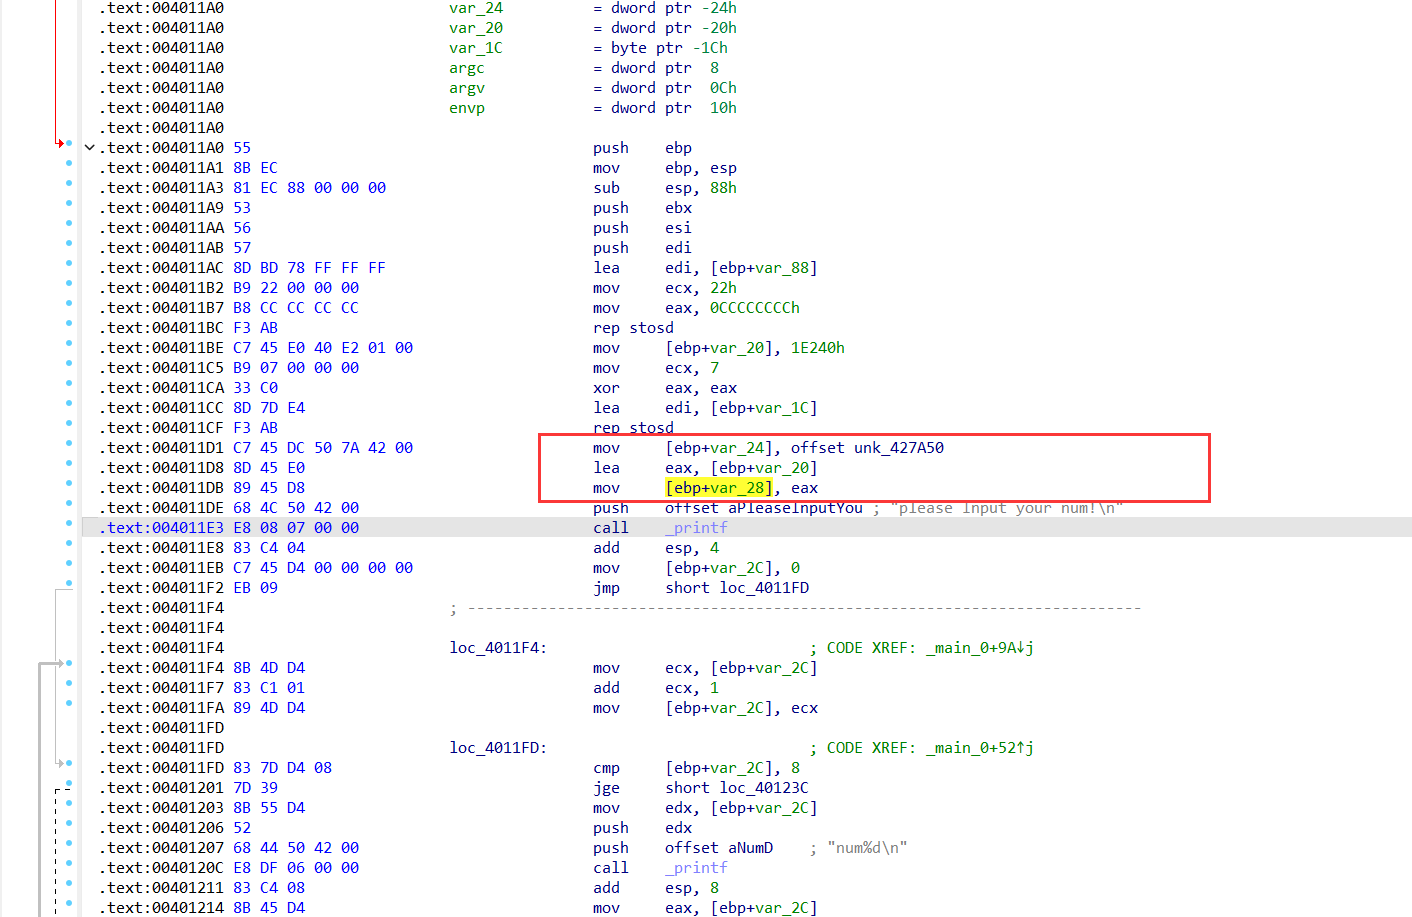 .text:004011A0 var_24 = dword ptr -24h
.text:004011A0 var_20 = dword ptr -20h
.text:004011A0 var_1C = byte ptr -1Ch
.text:004011A0 argc = dword ptr 8
.text:004011A0 argv = dword ptr 0Ch
.text:004011A0 envp = dword ptr 10h
.text:004011A0
.text:004011A0 55 push ebp
.text:004011A1 8B EC mov ebp, esp
.text:004011A3 81 EC 88 00 00 00 sub esp, 88h
.text:004011A9 53 push ebx
.text:004011AA 56 push esi
.text:004011AB 57 push edi
.text:004011AC 8D BD 78 FF FF FF lea edi, [ebp+var_88]
.text:004011B2 B9 22 00 00 00 mov ecx, 22h
.text:004011B7 B8 CC CC CC CC mov eax, 0CCCCCCCCh
.text:004011BC F3 AB rep stosd
.text:004011BE C7 45 E0 40 E2 01 00 mov [ebp+var_20], 1E240h
.text:004011C5 B9 07 00 00 00 mov ecx, 7
.text:004011CA 33 C0 xor eax, eax
.text:004011CC 8D 7D E4 lea edi, [ebp+var_1C]
.text:004011CF F3 AB rep stosd
.text:004011D1 C7 45 DC 50 7A 42 00 mov [ebp+var_24], offset unk_427A50
.text:004011D8 8D 45 E0 lea eax, [ebp+var_20]
.text:004011DB 89 45 D8 mov [ebp+var_28], eax
.text:004011DE 68 4C 50 42 00 push offset aPleaseInputYou ; "please input your num!\n"
.text:004011E3 E8 08 07 00 00 call _printf
.text:004011E8 83 C4 04 add esp, 4
.text:004011EB C7 45 D4 00 00 00 00 mov [ebp+var_2C], 0
.text:004011F2 EB 09 jmp short loc_4011FD
.text:004011F4 ; ---------------------------------------------------------------------------
.text:004011F4
.text:004011F4 loc_4011F4: ; CODE XREF: _main_0+9A↓j
.text:004011F4 8B 4D D4 mov ecx, [ebp+var_2C]
.text:004011F7 83 C1 01 add ecx, 1
.text:004011FA 89 4D D4 mov [ebp+var_2C], ecx
.text:004011FD
.text:004011FD loc_4011FD: ; CODE XREF: _main_0+52↑j
.text:004011FD 83 7D D4 08 cmp [ebp+var_2C], 8
.text:00401201 7D 39 jge short loc_40123C
.text:00401203 8B 55 D4 mov edx, [ebp+var_2C]
.text:00401206 52 push edx
.text:00401207 68 44 50 42 00 push offset aNumD ; "num%d\n"
.text:0040120C E8 DF 06 00 00 call _printf
.text:00401211 83 C4 08 add esp, 8
.text:00401214 8B 45 D4 mov eax, [ebp+var_2C]